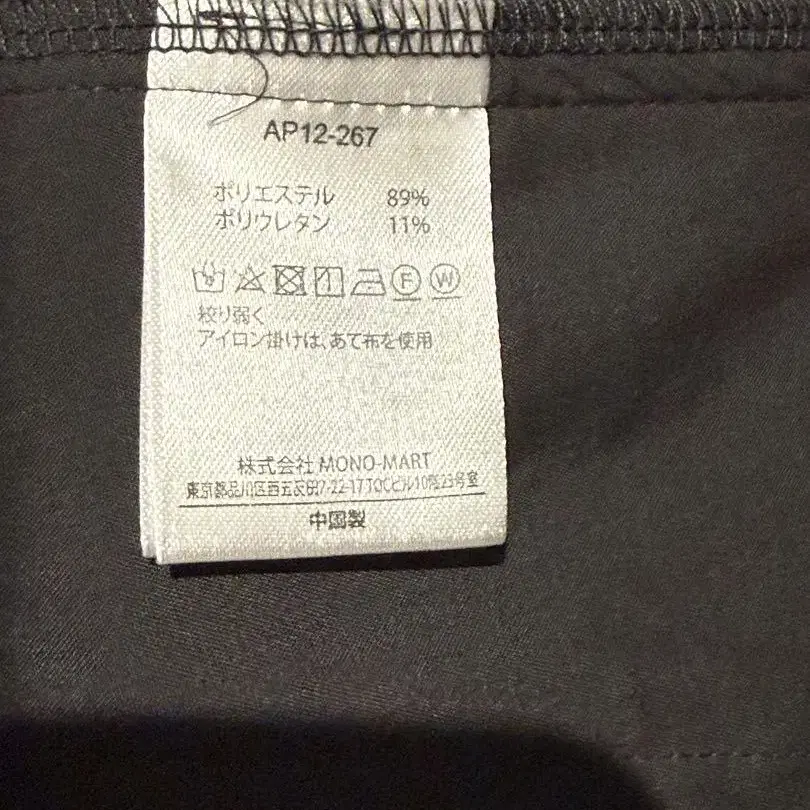 AP12-267
ポリエステル 89%
ポリウレタン 11%
F W
絞り弱く
アイロン掛けは、あて布を使用
株式会社 MONO-MART
東京都品川区西五反田7-22-17TOCビル10階23号室
中国製